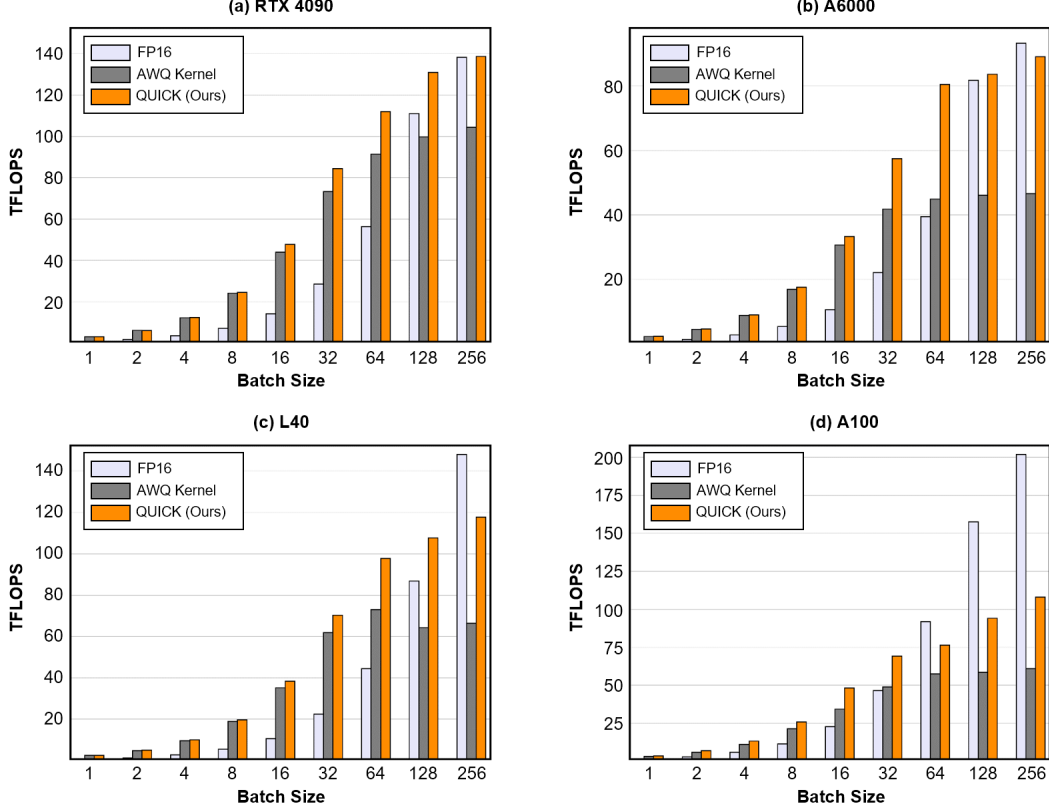 (a) RTX 4090
TFLOPS
140
120
100
80
60
40
20
FP16
AWQ Kernel
QUICK (Ours)
1 2 4 8 16 32 64 128 256
Batch Size
(b) A6000
TFLOPS
80
60
40
20
FP16
AWQ Kernel
QUICK (Ours)
1 2 4 8 16 32 64 128 256
Batch Size
(c) L40
TFLOPS
140
120
100
80
60
40
20
FP16
AWQ Kernel
QUICK (Ours)
1 2 4 8 16 32 64 128 256
Batch Size
(d) A100
TFLOPS
200
175
150
125
100
75
50
25
FP16
AWQ Kernel
QUICK (Ours)
1 2 4 8 16 32 64 128 256
Batch Size